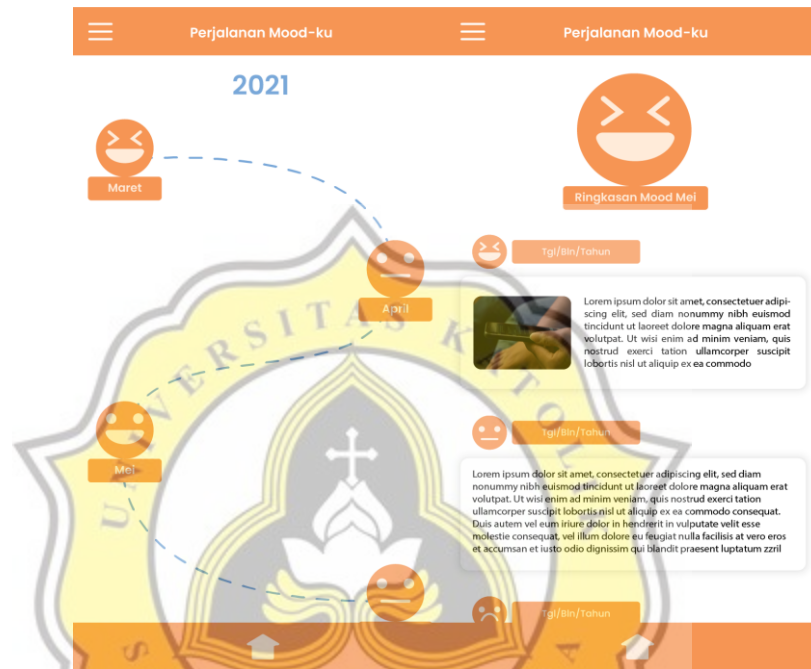 Perjalanan Mood-ku
2021
Maret
April
Mei
Perjalanan Mood-ku
Ringkasan Mood Mei
Tgl/Bln/Tahun
Lorem ipsum dolor sit amet, consectetuer adipi-
scing elit, sed diam nonummy nibh euismod
tincidunt ut laoreet dolore magna aliquam erat
volutpat. Ut wisi enim ad minim veniam, quis
nostrud exerci tation ullamcorper suscipit
lobortis nisl ut aliquip ex ea commodo
Tgl/Bln/Tahun
Lorem ipsum dolor sit amet, consectetuer adipiscing elit, sed diam
nonummy nibh euismod tincidunt ut laoreet dolore magna aliquam erat
volutpat. Ut wisi enim ad minim veniam, quis nostrud exerci tation
ullamcorper suscipit lobortis nisl ut aliquip ex ea commodo consequat.
Duis autem vel eum iriure dolor in hendrerit in vulputate velit esse
molestie consequat, vel illum dolore eu feugiat nulla facilisis at vero eros
et accumsan et iusto odio dignissim qui blandit praesent luptatum zzril
Tgl/Bln/Tahun
UNIVERSITAS KATOLIK